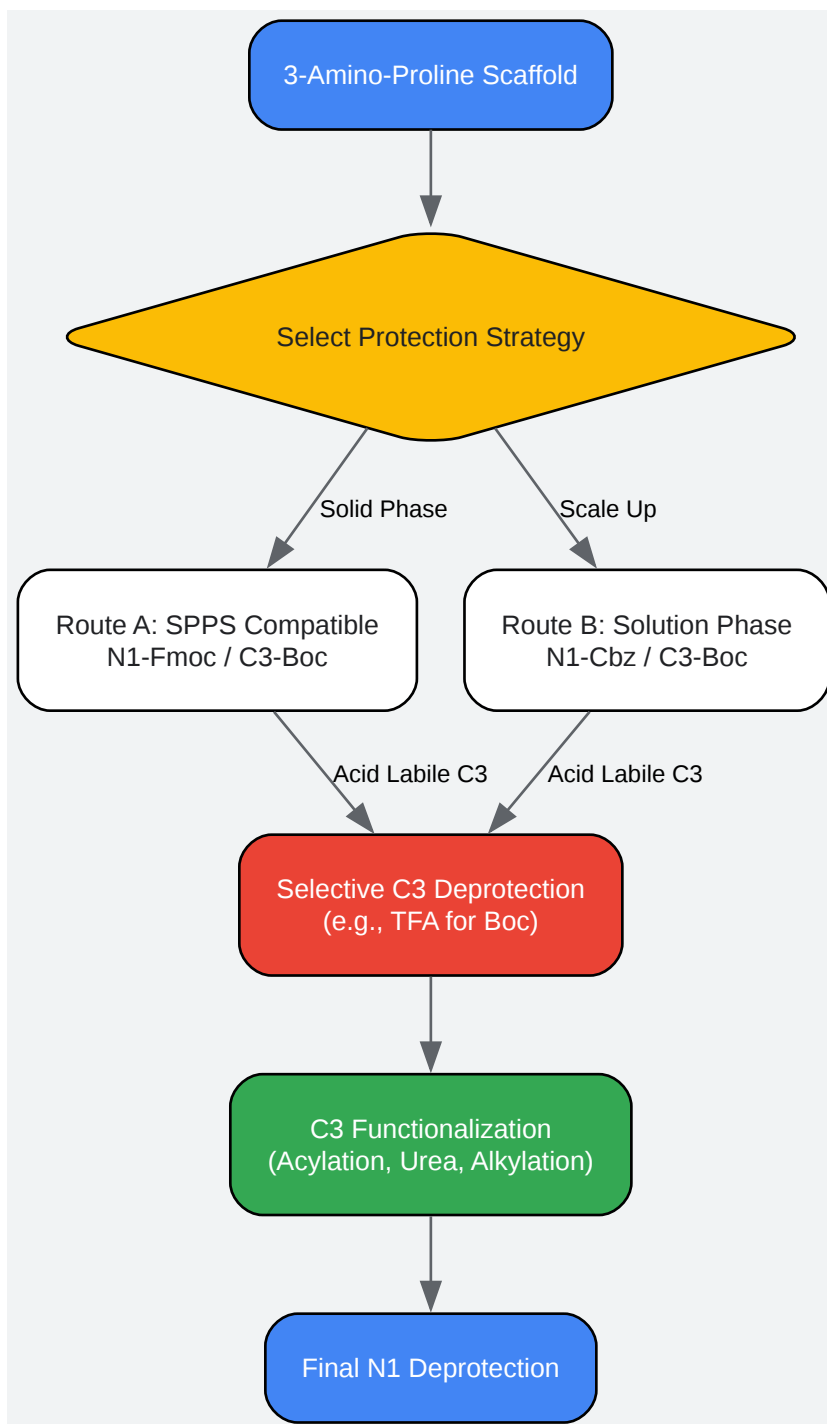 3-Amino-Proline Scaffold
Select Protection Strategy
Solid Phase
Scale Up
Route A: SPPS Compatible
N1-Fmoc / C3-Boc
Route B: Solution Phase
N1-Cbz / C3-Boc
Acid Labile C3
Acid Labile C3
Selective C3 Deprotection
(e.g., TFA for Boc)
C3 Functionalization
(Acylation, Urea, Alkylation)
Final N1 Deprotection